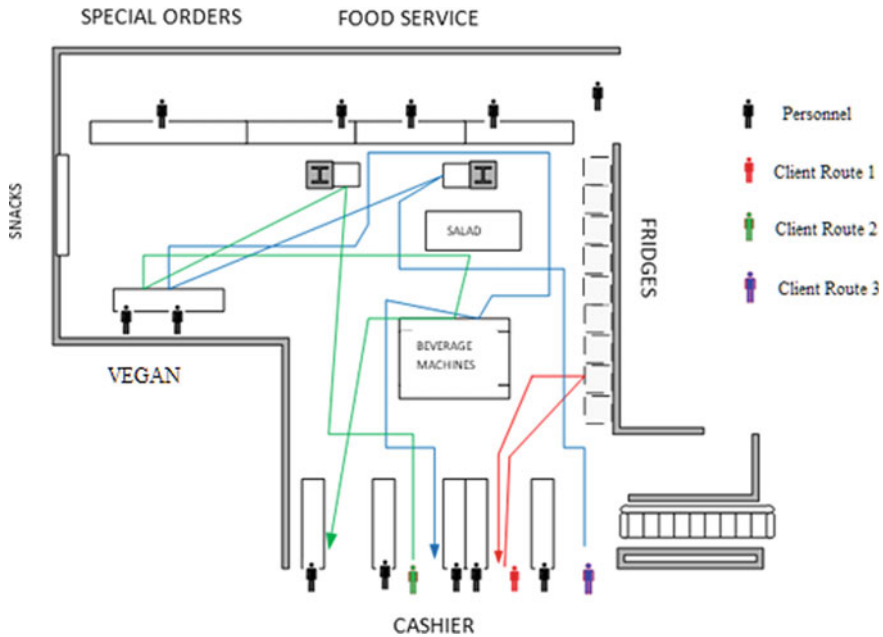 SPECIAL ORDERS
FOOD SERVICE
Personnel
Client Route 1
SNACKS
SALAD
FRIDGES
Client Route 2
Client Route 3
BEVERAGE
MACHINES
VEGAN
CASHIER